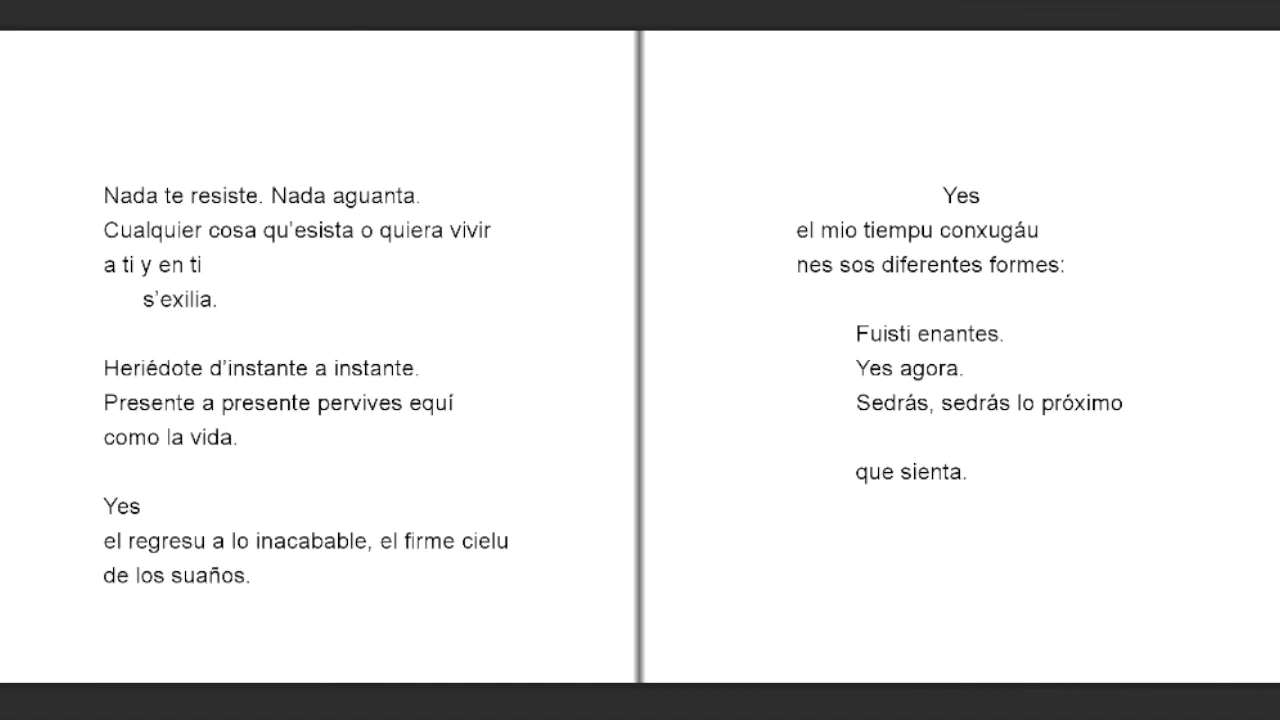 Nada te resiste. Nada aguanta.
Cualquier cosa qu'esista o quiera vivir
a ti y en ti
s'exilia.
Heriédote d'instante a instante.
Presente a presente pervives equí
como la vida.
Yes
el regresu a lo inacabable, el firme cielu
de los suaños.
Yes
el mio tiempu conxugáu
nes sos diferentes formes:
Fuisti enantes.
Yes agora.
Sedrás, sedrás lo próximo
que sienta.